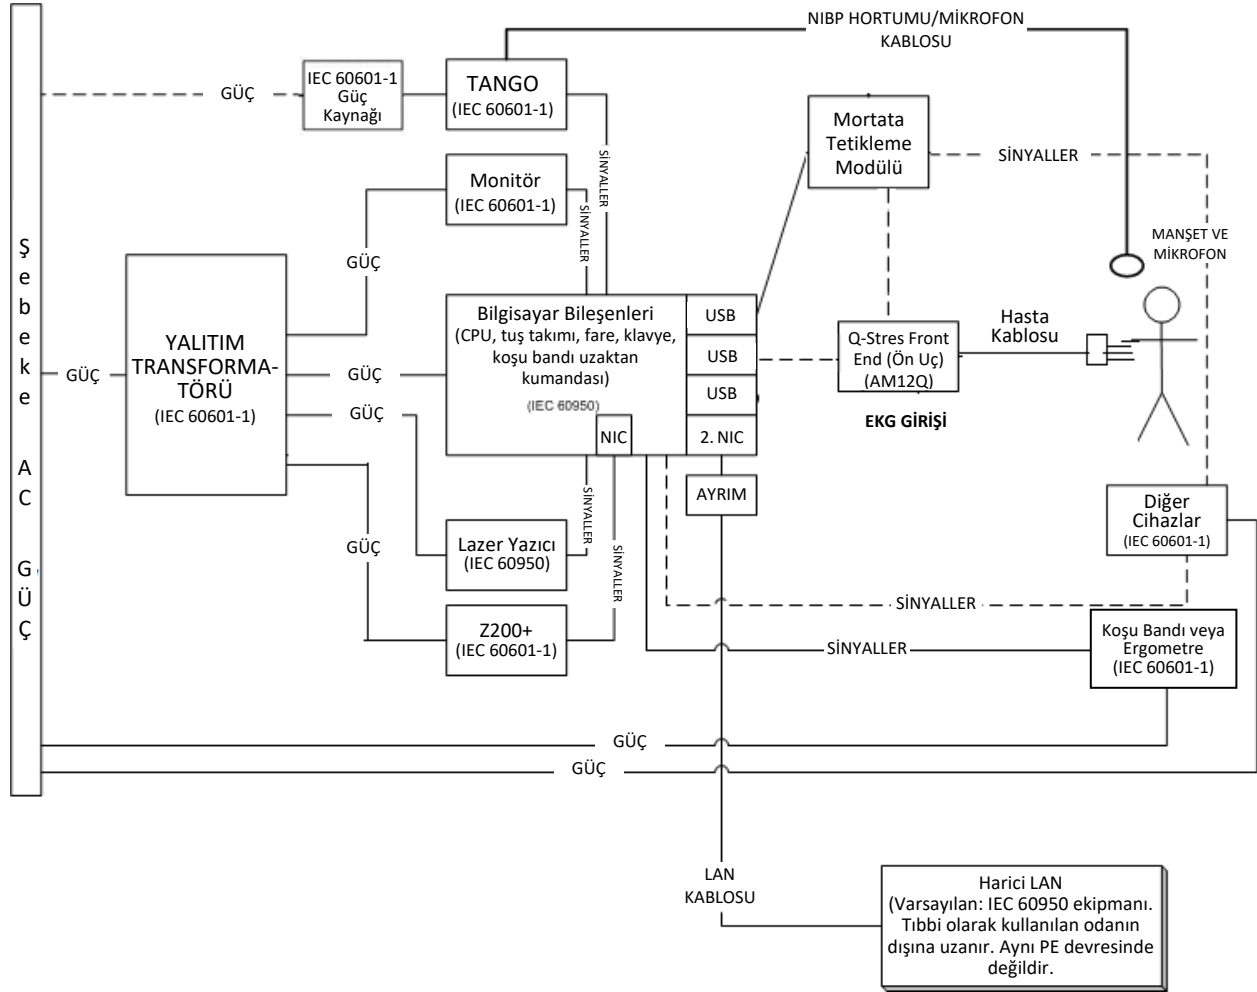 NIBP HORTUMU/MİKROFON
KABLOSU
GÜÇ
IEC 60601-1
Güç
Kaynağı
TANGO
(IEC 60601-1)
SİNYALLER
Mortata
Tetikleme
Modülü
SİNYALLER
Monitör
(IEC 60601-1)
SİNYALLER
MANŞET VE
MİKROFON
Şebeke AC GÜÇ
GÜÇ
GÜÇ
YALITIM
TRANSFORMA-
TÖRÜ
(IEC 60601-1)
GÜÇ
GÜÇ
GÜÇ
Bilgisayar Bileşenleri
(CPU, tuş takımı, fare, klavye,
koşu bandı uzaktan
kumandası)
(IEC 60950)
NIC
USB
USB
USB
2. NIC
AYRIM
Q-Stres Front
End (Ön Uç)
(AM12Q)
EKG GİRİŞİ
Hasta
Kablosu
SİNYALLER
SİNYALLER
Lazer Yazıcı
(IEC 60950)
Z200+
(IEC 60601-1)
Diğer
Cihazlar
(IEC 60601-1)
SİNYALLER
Koşu Bandı veya
Ergometre
(IEC 60601-1)
SİNYALLER
GÜÇ
GÜÇ
LAN
KABLOSU
Harici LAN
(Varsayılan: IEC 60950 ekipmanı.
Tıbbi olarak kullanılan odanın
dışına uzanır. Aynı PE devresinde
değildir.